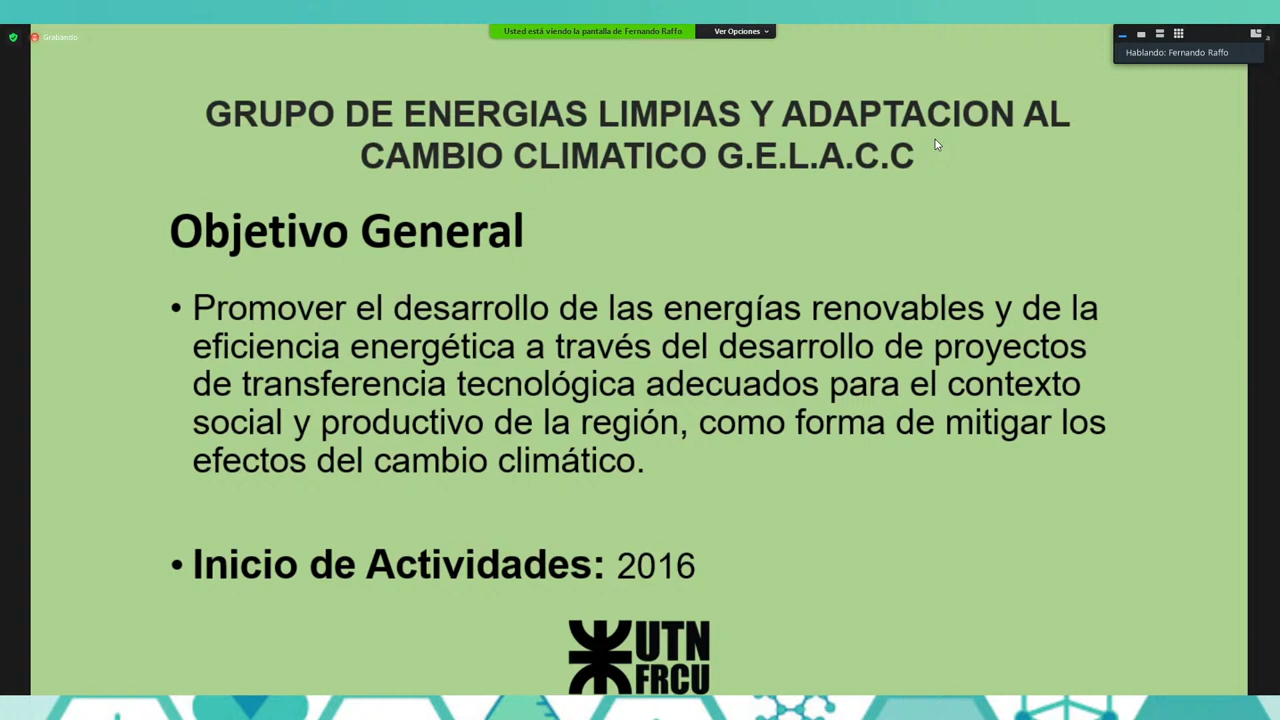 Grabando
Usted está viendo la pantalla de Fernando Raffo
Ver Opciones
Hablando: Fernando Raffo
GRUPO DE ENERGIAS LIMPIAS Y ADAPTACION AL
CAMBIO CLIMATICO G.E.L.A.C.C
Objetivo General
• Promover el desarrollo de las energías renovables y de la
eficiencia energética a través del desarrollo de proyectos
de transferencia tecnológica adecuados para el contexto
social y productivo de la región, como forma de mitigar los
efectos del cambio climático.
• Inicio de Actividades: 2016
UTN
FRCU